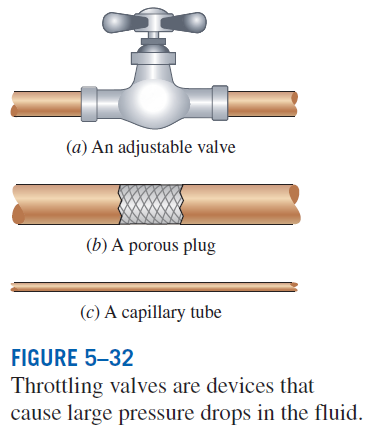 (a) An adjustable valve
(b) A porous plug
(c) A capillary tube
FIGURE 5–32
Throttling valves are devices that
cause large pressure drops in the fluid.